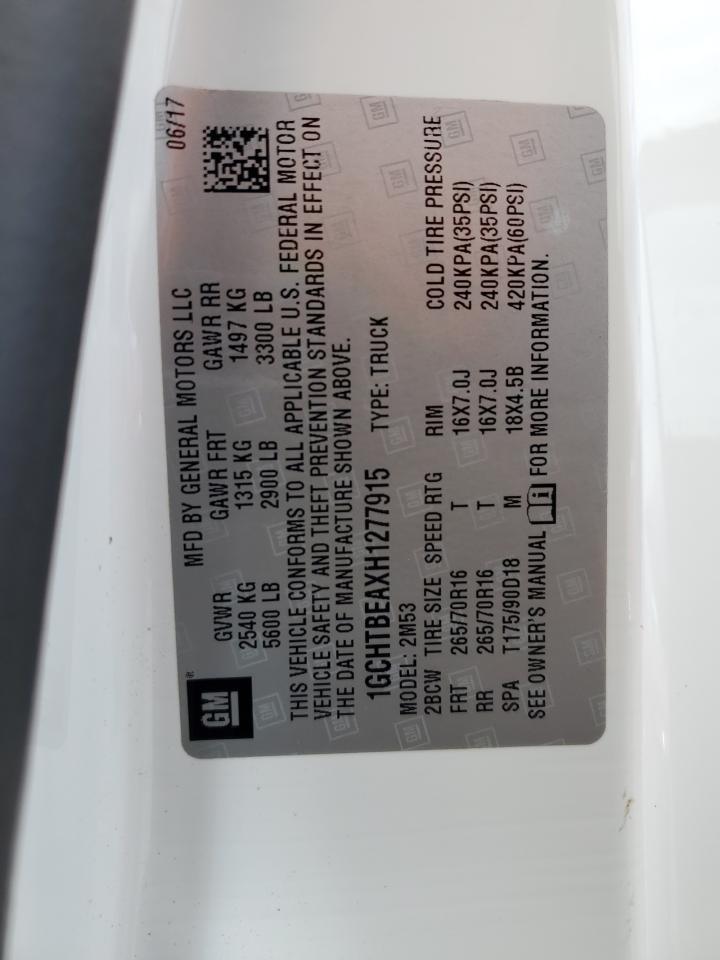 MFD BY GENERAL MOTORS LLC 06/17
GM
GVWR GAWR FRT GAWR RR
2540 KG 1315 KG 1497 KG
5600 LB 2900 LB 3300 LB
THIS VEHICLE CONFORMS TO ALL APPLICABLE U.S. FEDERAL MOTOR
VEHICLE SAFETY AND THEFT PREVENTION STANDARDS IN EFFECT ON
THE DATE OF MANUFACTURE SHOWN ABOVE.
1GCHTBEAXH1277915 TYPE: TRUCK
MODEL: 2M53
2BCW TIRE SIZE SPEED RTG RIM COLD TIRE PRESSURE
FRT 265/70R16 T 16X7.0J 240KPA(35PSI)
RR 265/70R16 T 16X7.0J 240KPA(35PSI)
SPA T175/90D18 M 18X4.5B 420KPA(60PSI)
SEE OWNER'S MANUAL FOR MORE INFORMATION.